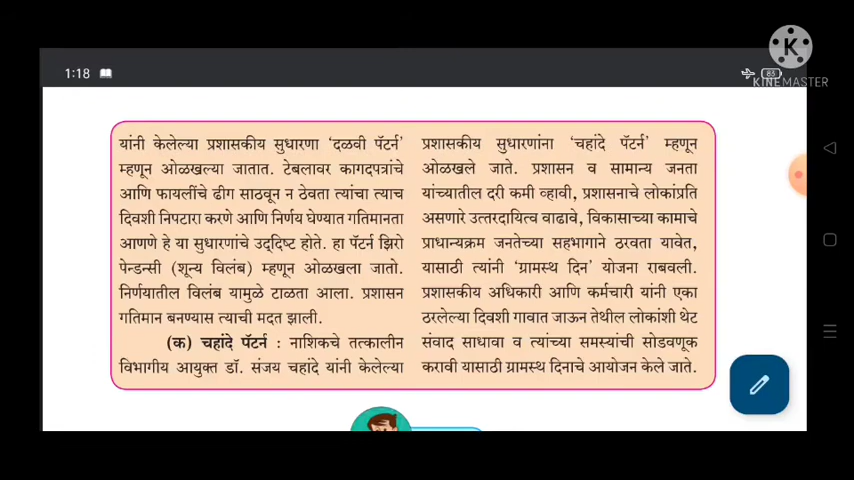 1:18
83
K
KINEMASTER
यांनी केलेल्या प्रशासकीय सुधारणा 'दळवी पॅटर्न'
म्हणून ओळखल्या जातात. टेबलावर कागदपत्रांचे
आणि फायलींचे ढीग साठवून न ठेवता त्यांचा त्याच
दिवशी निपटारा करणे आणि निर्णय घेण्यात गतिमानता
आणणे हे या सुधारणांचे उद्‌दिष्ट होते. हा पॅटर्न झिरो
पेन्डन्सी (शून्य विलंब) म्हणून ओळखला जातो.
निर्णयातील विलंब यामुळे टाळता आला. प्रशासन
गतिमान बनण्यास त्याची मदत झाली.
(क) चहांदे पॅटर्न : नाशिकचे तत्कालीन
विभागीय आयुक्त डॉ. संजय चहांदे यांनी केलेल्या
प्रशासकीय सुधारणांना 'चहांदे पॅटर्न' म्हणून
ओळखले जाते. प्रशासन व सामान्य जनता
यांच्यातील दरी कमी व्हावी, प्रशासनाचे लोकांप्रति
असणारे उत्तरदायित्व वाढावे, विकासाच्या कामाचे
प्राधान्यक्रम जनतेच्या सहभागाने ठरवता यावेत,
यासाठी त्यांनी 'ग्रामस्थ दिन' योजना राबवली.
प्रशासकीय अधिकारी आणि कर्मचारी यांनी एका
ठरलेल्या दिवशी गावात जाऊन तेथील लोकांशी थेट
संवाद साधावा व त्यांच्या समस्यांची सोडवणूक
करावी यासाठी ग्रामस्थ दिनाचे आयोजन केले जाते.